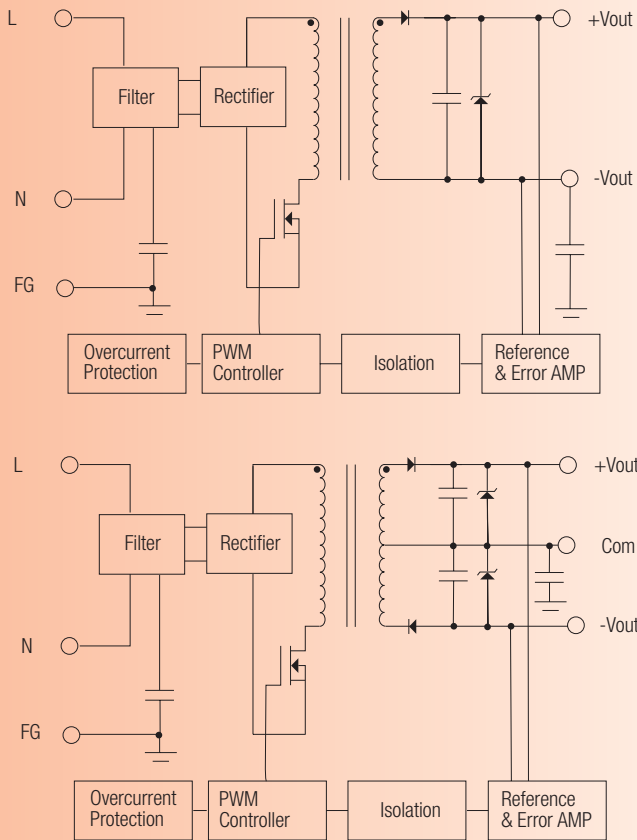 L
+Vout
Filter
Rectifier
N
-Vout
FG
Overcurrent
Protection
PWM
Controller
Isolation
Reference
& Error AMP
L
+Vout
Filter
Rectifier
Com
N
-Vout
FG
Overcurrent
Protection
PWM
Controller
Isolation
Reference
& Error AMP